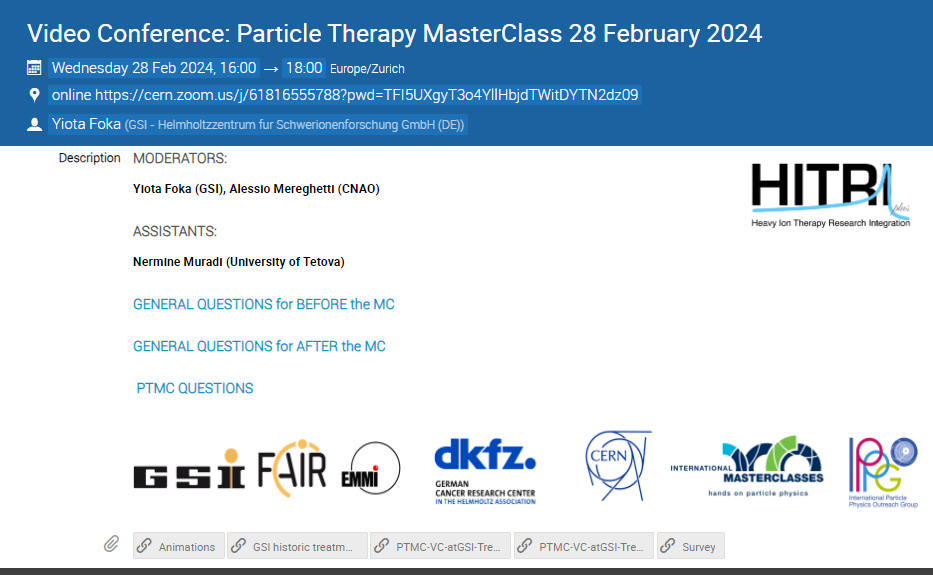 Video Conference: Particle Therapy MasterClass 28 February 2024
Wednesday 28 Feb 2024, 16:00 → 18:00 Europe/Zurich
online https://cern.zoom.us/j/61816555788?pwd=TFI5UXgyT3o4YllHbjdTWitDYTN2dz09
Yiota Foka (GSI - Helmholtzzentrum fur Schwerionenforschung GmbH (DE))
Description MODERATORS:
Yiota Foka (GSI), Alessio Mereghetti (CNAO)
HITRI plus
Heavy Ion Therapy Research Integration
ASSISTANTS:
Nermine Muradi (University of Tetova)
GENERAL QUESTIONS for BEFORE the MC
GENERAL QUESTIONS for AFTER the MC
PTMC QUESTIONS
GSI FAIR EMMI
dkfz.
GERMAN
CANCER RESEARCH CENTER
IN THE HELMHOLTZ ASSOCIATION
CERN
INTERNATIONAL
MASTERCLASSES
hands on particle physics
IPPOG
International Particle
Physics Outreach Group
Animations GSI historic treatm... PTMC-VC-atGSI-Tre... PTMC-VC-atGSI-Tre... Survey